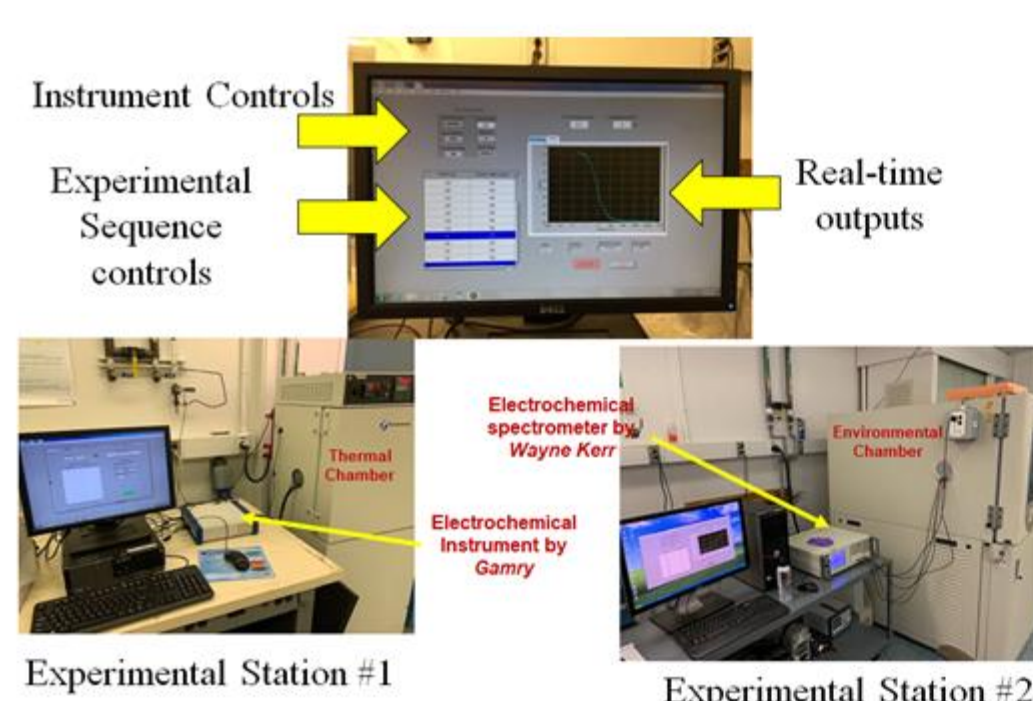 Instrument Controls
Experimental
Sequence
controls
Real-time
outputs
DELL
Electrochemical
spectrometer by
Wayne Kerr
Environmental
Chamber
Thermal
Chamber
Electrochemical
Instrument by
Gamry
Experimental Station #1
Experimental Station #2